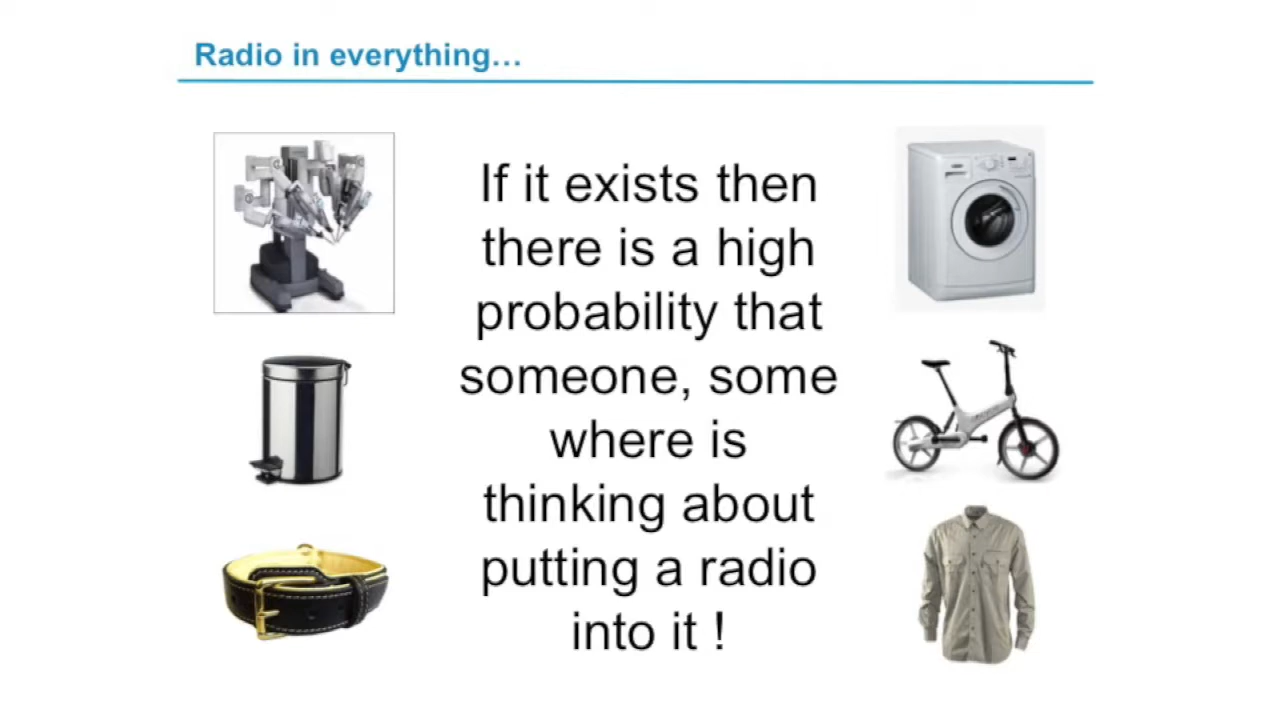 Radio in everything…
If it exists then
there is a high
probability that
someone, some
where is
thinking about
putting a radio
into it !